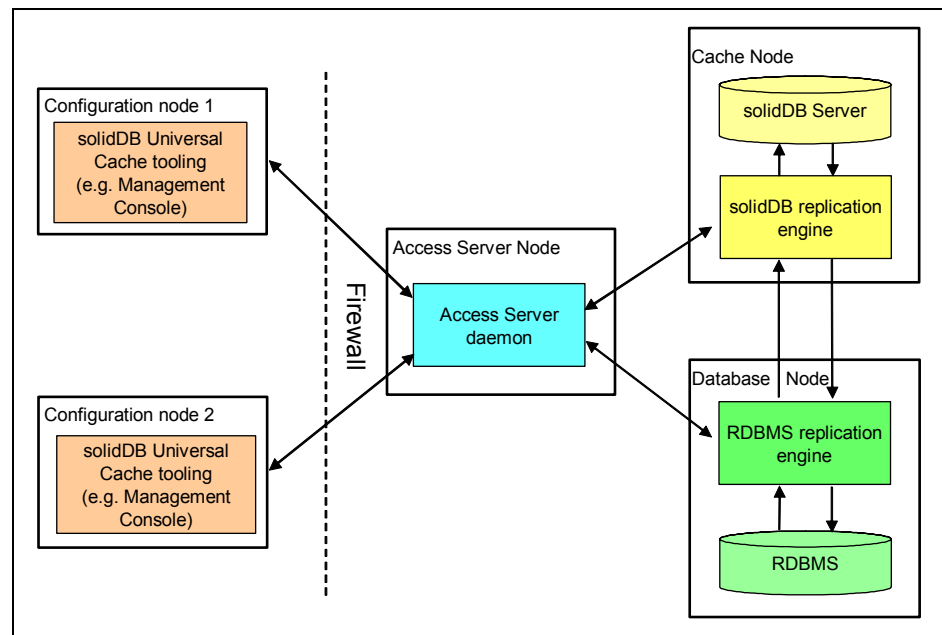 Configuration node 1
solidDB Universal
Cache tooling
(e.g. Management
Console)
Configuration node 2
solidDB Universal
Cache tooling
(e.g. Management
Console)
Firewall
Access Server Node
Access Server
daemon
Cache Node
solidDB Server
solidDB replication
engine
Database Node
RDBMS replication
engine
RDBMS